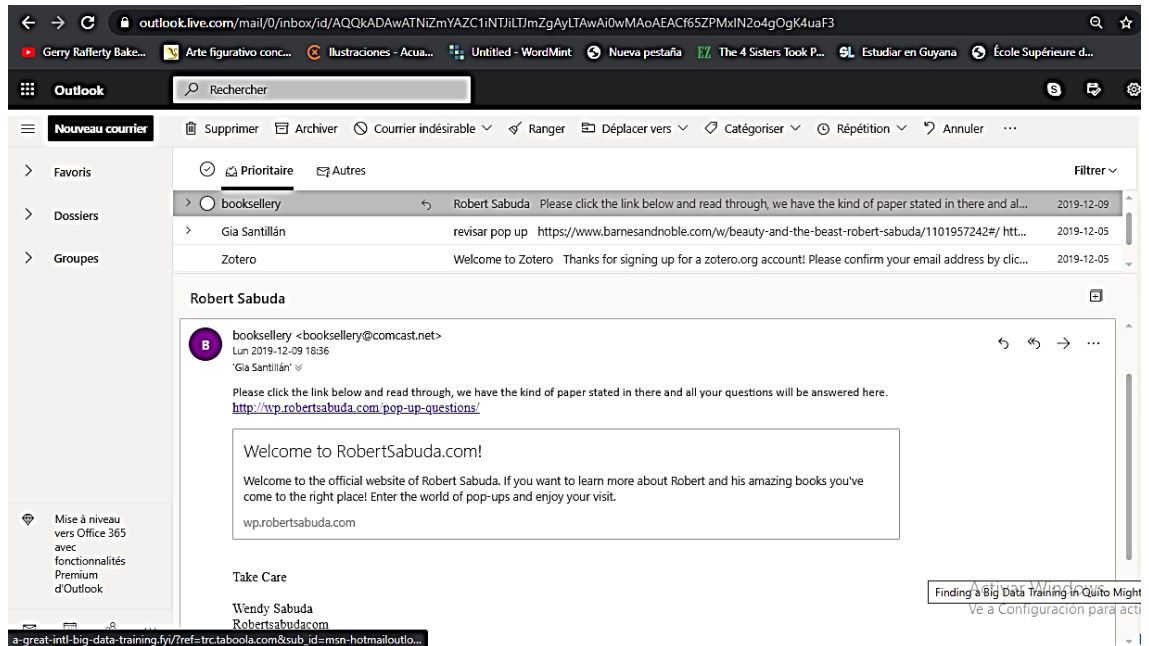 outlook.live.com/mail/0/inbox/id/AQQkADAwATNiZmYAZC1iNTJiLTJmZgAyLTAwAi0wMAoAEACf65ZPMxIN2o4gOgK4uaF3
Gerry Rafferty Bake... Arte figurativo conc... Ilustraciones - Acua... Untitled - WordMint Nueva pestaña EZ The 4 Sisters Took P... SL Estudiar en Guyana École Supérieure d...
Outlook Rechercher
Nouveau courrier Supprimer Archiver Courrier indésirable Ranger Déplacer vers Catégoriser Répétition Annuler ...
Favoris Prioritaire Autres Filtrer
booksellery Robert Sabuda Please click the link below and read through, we have the kind of paper stated in there and al... 2019-12-09
Dossiers
Gia Santillán revisar pop up https://www.barnesandnoble.com/w/beauty-and-the-beast-robert-sabuda/1101957242#/ htt... 2019-12-05
Groupes Zotero Welcome to Zotero Thanks for signing up for a zotero.org account! Please confirm your email address by clic... 2019-12-05
Robert Sabuda
B booksellery <booksellery@comcast.net>
Lun 2019-12-09 18:36
'Gia Santillán'
Please click the link below and read through, we have the kind of paper stated in there and all your questions will be answered here.
http://wp.robertsabuda.com/pop-up-questions/
Welcome to RobertSabuda.com!
Welcome to the official website of Robert Sabuda. If you want to learn more about Robert and his amazing books you've
come to the right place! Enter the world of pop-ups and enjoy your visit.
wp.robertsabuda.com
Mise à niveau
vers Office 365
avec
fonctionnalités
Premium
d'Outlook
Take Care
Wendy Sabuda
Robertsabudacom
Finding a Big Data Training in Quito Might
Activar Windows
Ve a Configuración para acti
a-great-intl-big-data-training.fyi/?ref=trc.taboola.com&sub_id=msn-hotmailoutlo...